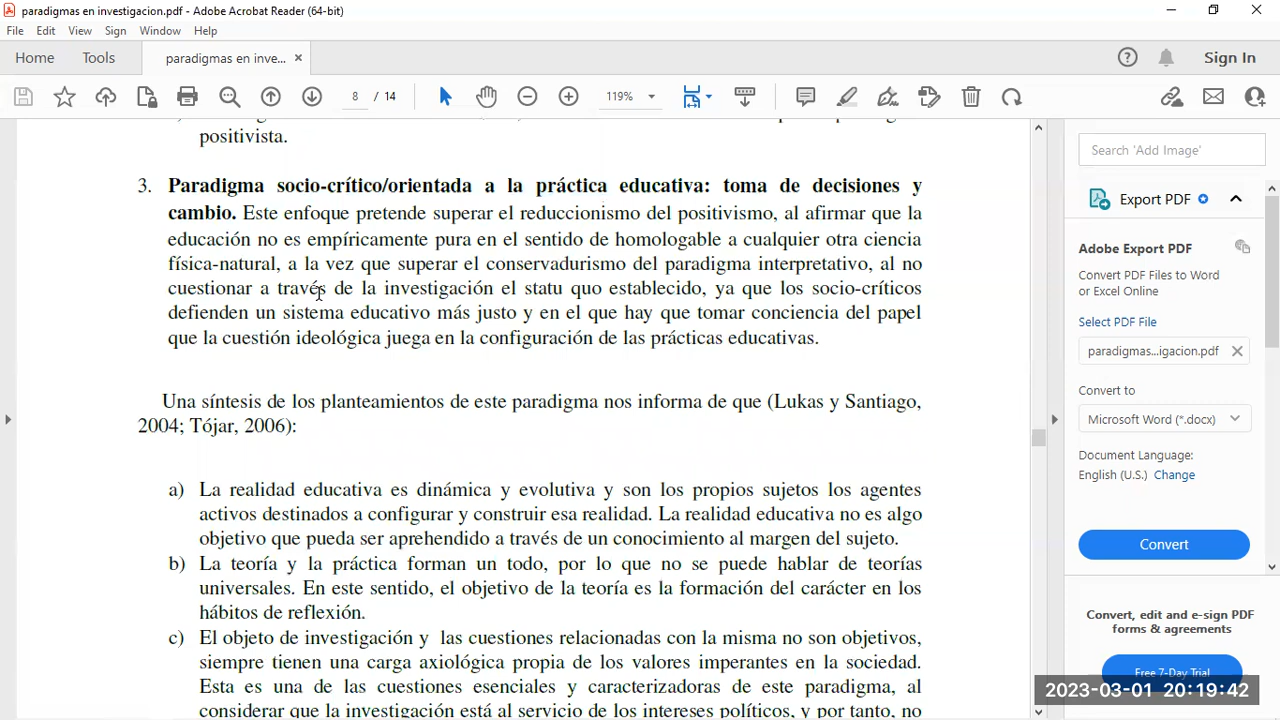 paradigmas en investigacion.pdf - Adobe Acrobat Reader (64-bit)
File Edit View Sign Window Help
Home Tools paradigmas en inve... Sign In
8 / 14 119%
positivista.
3. Paradigma socio-crítico/orientada a la práctica educativa: toma de decisiones y
cambio. Este enfoque pretende superar el reduccionismo del positivismo, al afirmar que la
educación no es empíricamente pura en el sentido de homologable a cualquier otra ciencia
física-natural, a la vez que superar el conservadurismo del paradigma interpretativo, al no
cuestionar a través de la investigación el statu quo establecido, ya que los socio-críticos
defienden un sistema educativo más justo y en el que hay que tomar conciencia del papel
que la cuestión ideológica juega en la configuración de las prácticas educativas.
Una síntesis de los planteamientos de este paradigma nos informa de que (Lukas y Santiago,
2004; Tójar, 2006):
a) La realidad educativa es dinámica y evolutiva y son los propios sujetos los agentes
activos destinados a configurar y construir esa realidad. La realidad educativa no es algo
objetivo que pueda ser aprehendido a través de un conocimiento al margen del sujeto.
b) La teoría y la práctica forman un todo, por lo que no se puede hablar de teorías
universales. En este sentido, el objetivo de la teoría es la formación del carácter en los
hábitos de reflexión.
c) El objeto de investigación y las cuestiones relacionadas con la misma no son objetivos,
siempre tienen una carga axiológica propia de los valores imperantes en la sociedad.
Esta es una de las cuestiones esenciales y caracterizadoras de este paradigma, al
considerar que la investigación está al servicio de los intereses políticos, y por tanto, no
Search 'Add Image'
Export PDF
Adobe Export PDF
Convert PDF Files to Word
or Excel Online
Select PDF File
paradigmas...igacion.pdf
Convert to
Microsoft Word (*.docx)
Document Language:
English (U.S.) Change
Convert
Convert, edit and e-sign PDF
forms & agreements
Free 7-Day Trial
2023-03-01 20:19:42